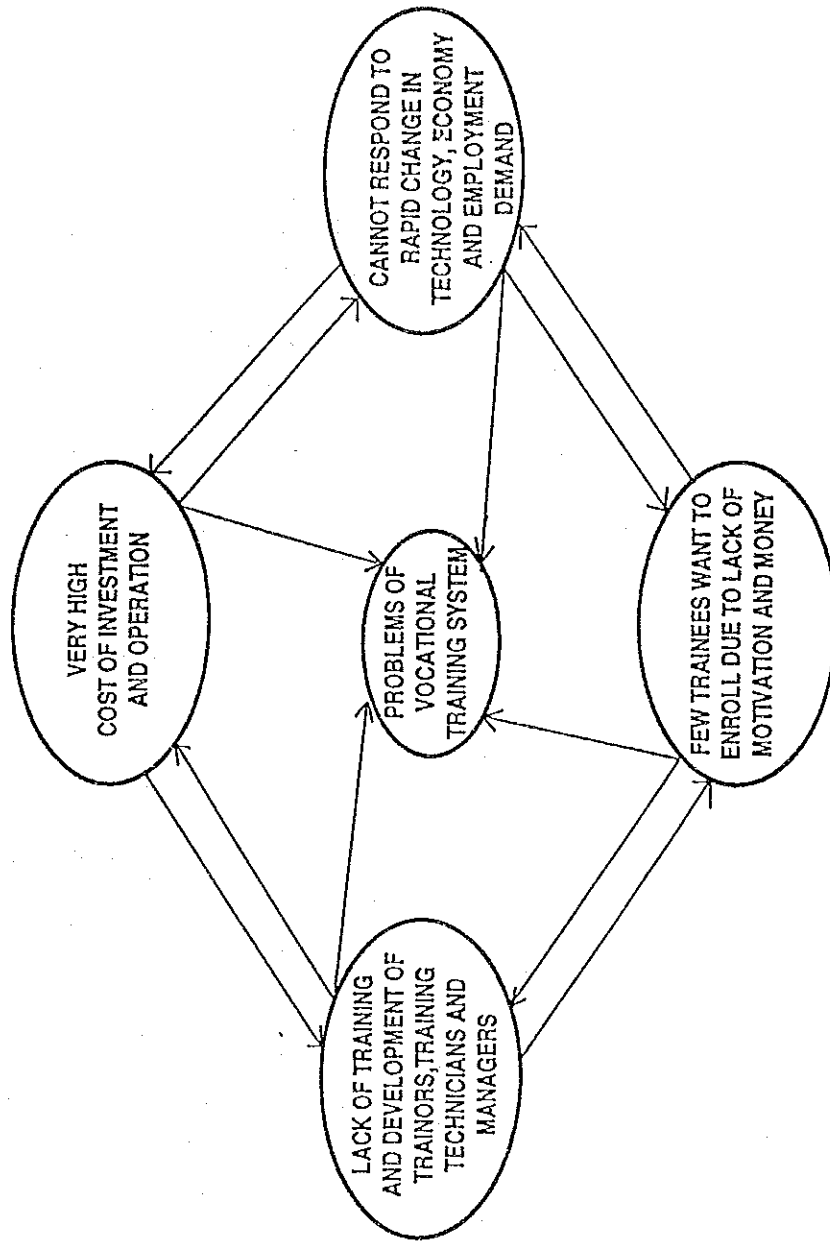 VERY HIGH
COST OF INVESTMENT
AND OPERATION
LACK OF TRAINING
AND DEVELOPMENT OF
TRAINORS,TRAINING
TECHNICIANS AND
MANAGERS
PROBLEMS OF
VOCATIONAL
TRAINING SYSTEM
CANNOT RESPOND TO
RAPID CHANGE IN
TECHNOLOGY, ECONOMY
AND EMPLOYMENT
DEMAND
FEW TRAINEES WANT TO
ENROLL DUE TO LACK OF
MOTIVATION AND MONEY